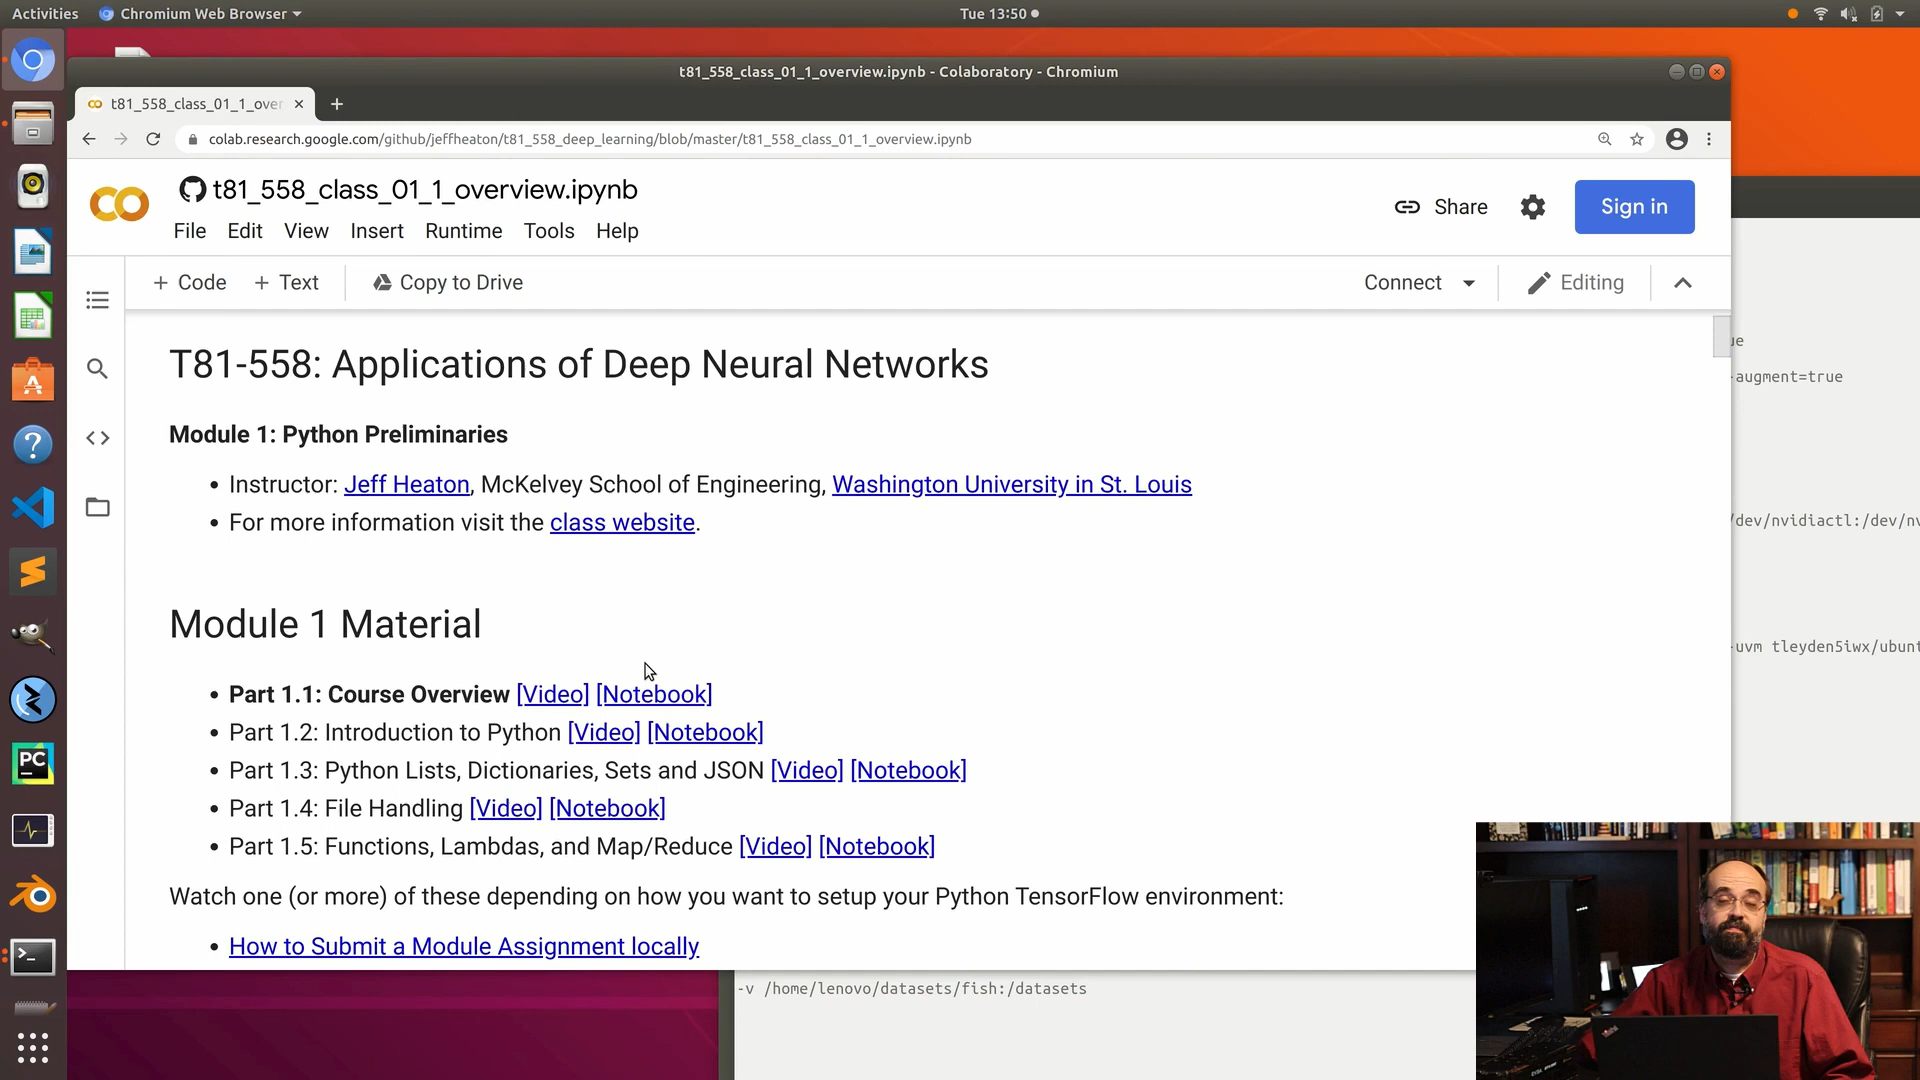 Activities
Chromium Web Browser
Tue 13:50
t81_558_class_01_1_overview.ipynb - Colaboratory - Chromium
t81_558_class_01_1_over
colab.research.google.com/github/jeffheaton/t81_558_deep_learning/blob/master/t81_558_class_01_1_overview.ipynb
t81_558_class_01_1_overview.ipynb
Share
Sign in
File Edit View Insert Runtime Tools Help
+ Code + Text
Copy to Drive
Connect
Editing
T81-558: Applications of Deep Neural Networks
Module 1: Python Preliminaries
• Instructor: Jeff Heaton, McKelvey School of Engineering, Washington University in St. Louis
• For more information visit the class website.
Module 1 Material
• Part 1.1: Course Overview [Video] [Notebook]
• Part 1.2: Introduction to Python [Video] [Notebook]
• Part 1.3: Python Lists, Dictionaries, Sets and JSON [Video] [Notebook]
• Part 1.4: File Handling [Video] [Notebook]
• Part 1.5: Functions, Lambdas, and Map/Reduce [Video] [Notebook]
Watch one (or more) of these depending on how you want to setup your Python TensorFlow environment:
• How to Submit a Module Assignment locally
ue
-augment=true
/dev/nvidiactl:/dev/nv
-uvm tleyden5iwx/ubunt
-v /home/lenovo/datasets/fish:/datasets
PC